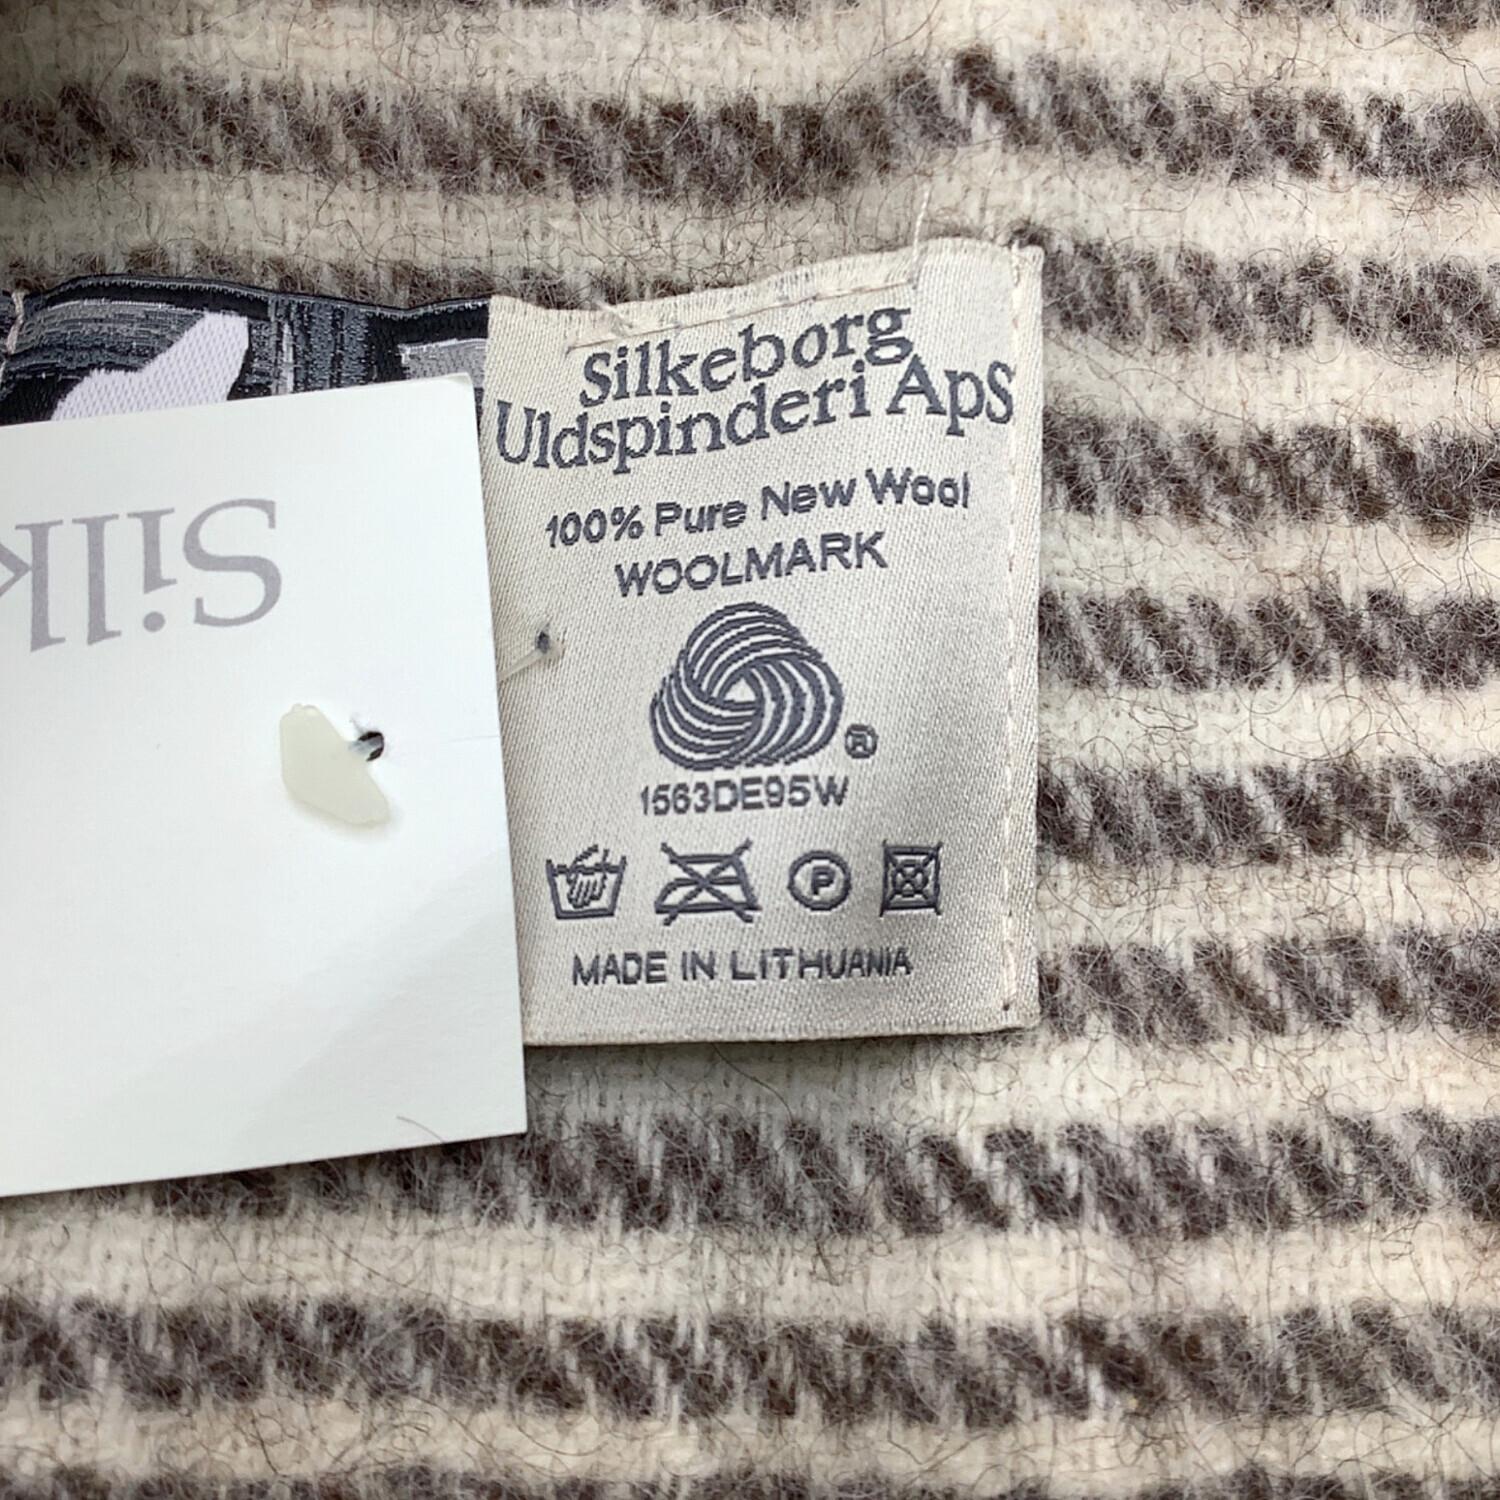 Silkeborg
Uldspinderi ApS
100% Pure New Wool
WOOLMARK
®
1563DE95W
P
MADE IN LITHUANIA
Silk